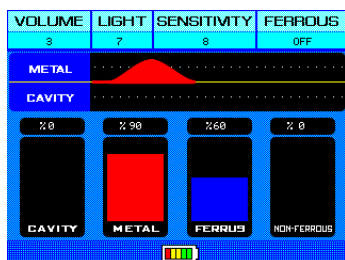 VOLUME LIGHT SENSITIVITY FERROUS
3 7 8 OFF
METAL
CAVITY
%0 %90 %60 % 0
CAVITY METAL FERRUS NON-FERROUS